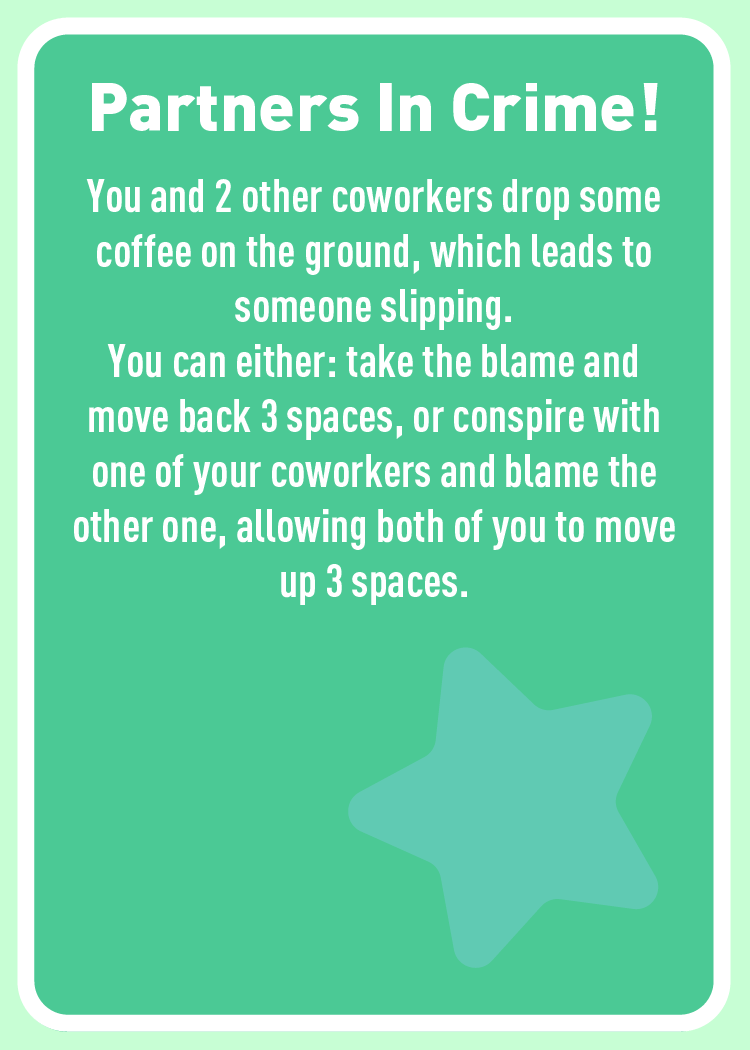 Partners In Crime!
You and 2 other coworkers drop some
coffee on the ground, which leads to
someone slipping.
You can either: take the blame and
move back 3 spaces, or conspire with
one of your coworkers and blame the
other one, allowing both of you to move
up 3 spaces.